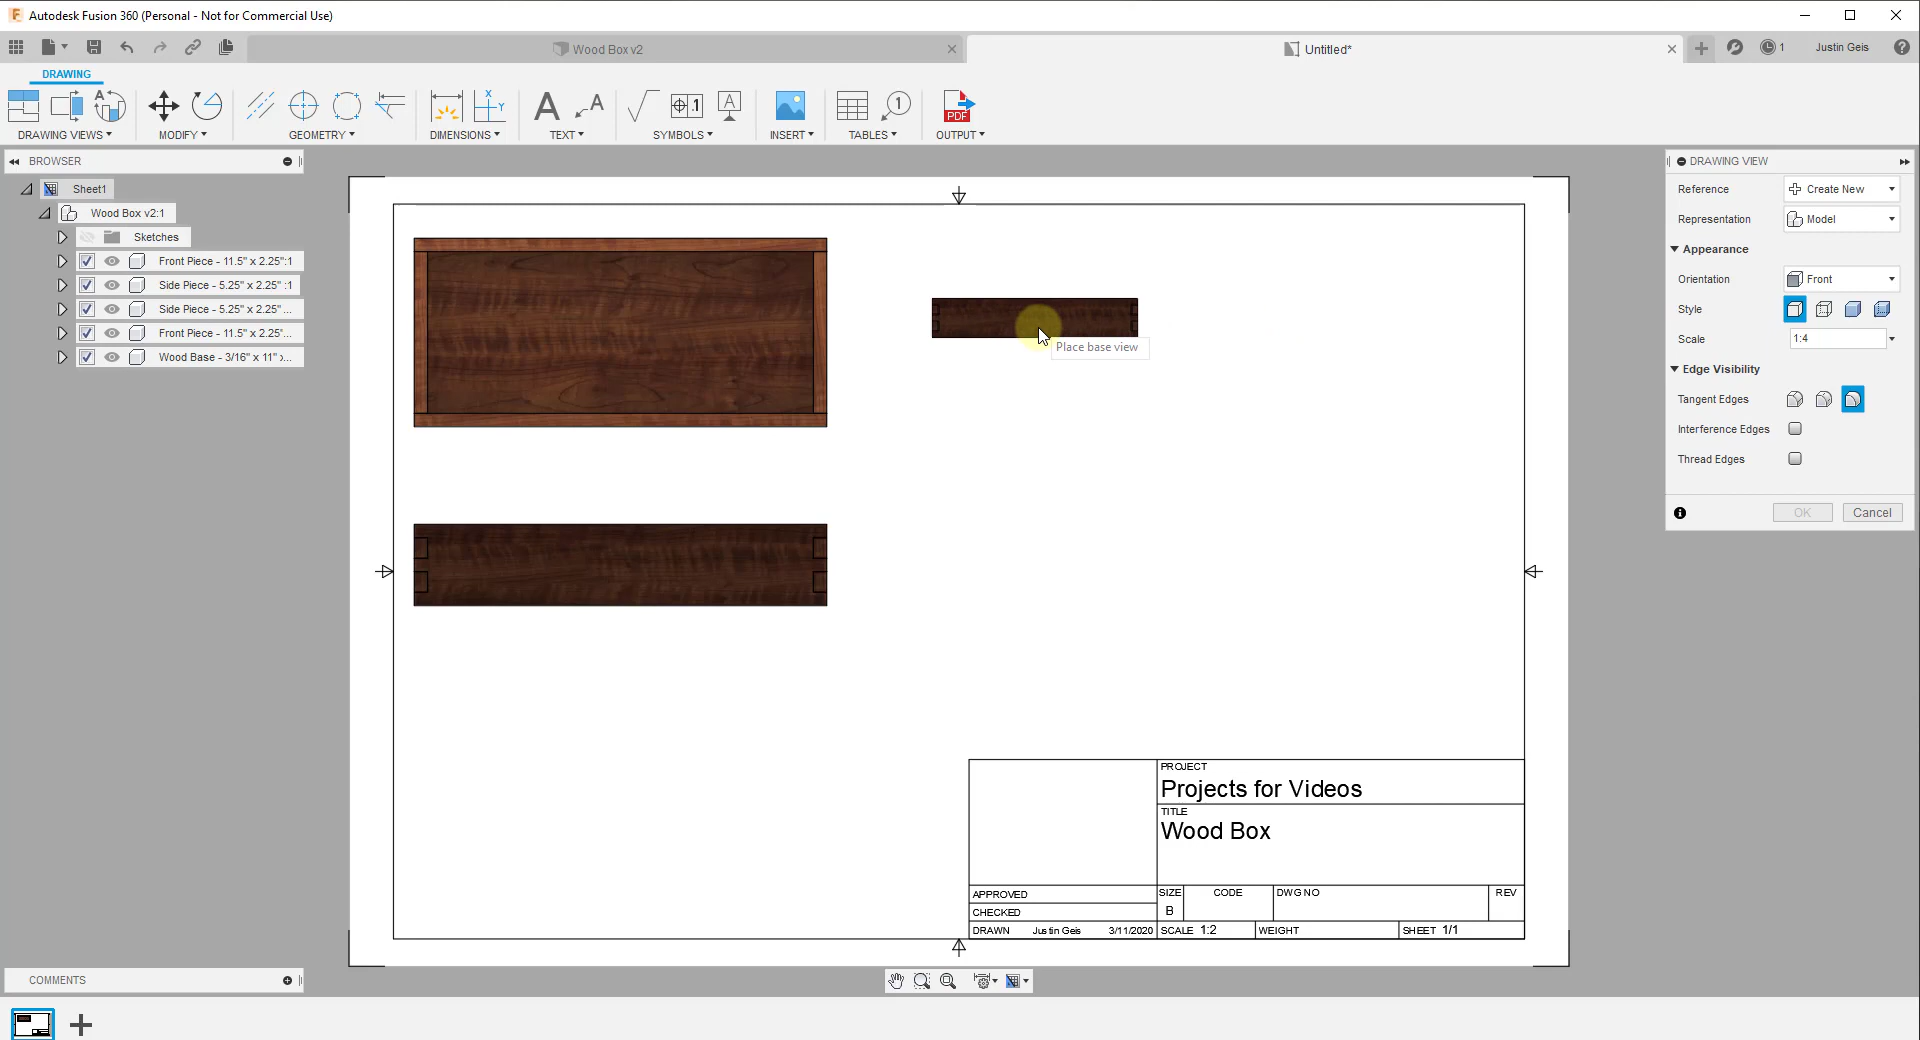 Autodesk Fusion 360 (Personal - Not for Commercial Use)
Wood Box v2
Untitled*
1
Justin Geis
DRAWING
DRAWING VIEWS
MODIFY
GEOMETRY
DIMENSIONS
TEXT
SYMBOLS
INSERT
TABLES
OUTPUT
BROWSER
Sheet1
Wood Box v2:1
Sketches
Front Piece - 11.5" x 2.25":1
Side Piece - 5.25" x 2.25" :1
Side Piece - 5.25" x 2.25" ...
Front Piece - 11.5" x 2.25"...
Wood Base - 3/16" x 11" x...
Place base view
DRAWING VIEW
Reference Create New
Representation Model
Appearance
Orientation Front
Style
Scale 1:4
Edge Visibility
Tangent Edges
Interference Edges
Thread Edges
OK Cancel
PROJECT
Projects for Videos
TITLE
Wood Box
APPROVED
CHECKED
DRAWN Justin Geis 3/11/2020
SIZE CODE DWG NO REV
B
SCALE 1:2 WEIGHT SHEET 1/1
COMMENTS